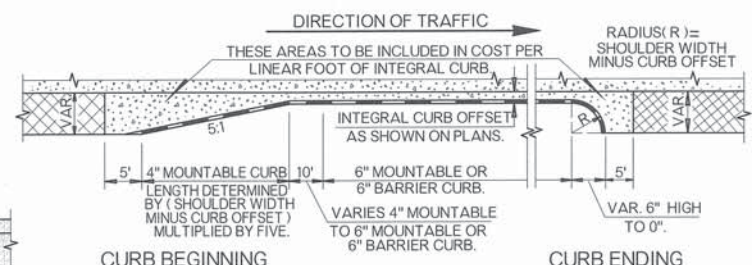 DIRECTION OF TRAFFIC
RADIUS(R)=
SHOULDER WIDTH
MINUS CURB OFFSET
THESE AREAS TO BE INCLUDED IN COST PER
LINEAR FOOT OF INTEGRAL CURB.
VAR.
5:1
INTEGRAL CURB OFFSET
AS SHOWN ON PLANS.
R
VAR.
5'
4" MOUNTABLE CURB
LENGTH DETERMINED
BY ( SHOULDER WIDTH
MINUS CURB OFFSET )
MULTIPLIED BY FIVE.
10'
6" MOUNTABLE OR
6" BARRIER CURB.
5'
VARIES 4" MOUNTABLE
TO 6" MOUNTABLE OR
6" BARRIER CURB.
VAR. 6" HIGH
TO 0".
CURB BEGINNING
CURB ENDING